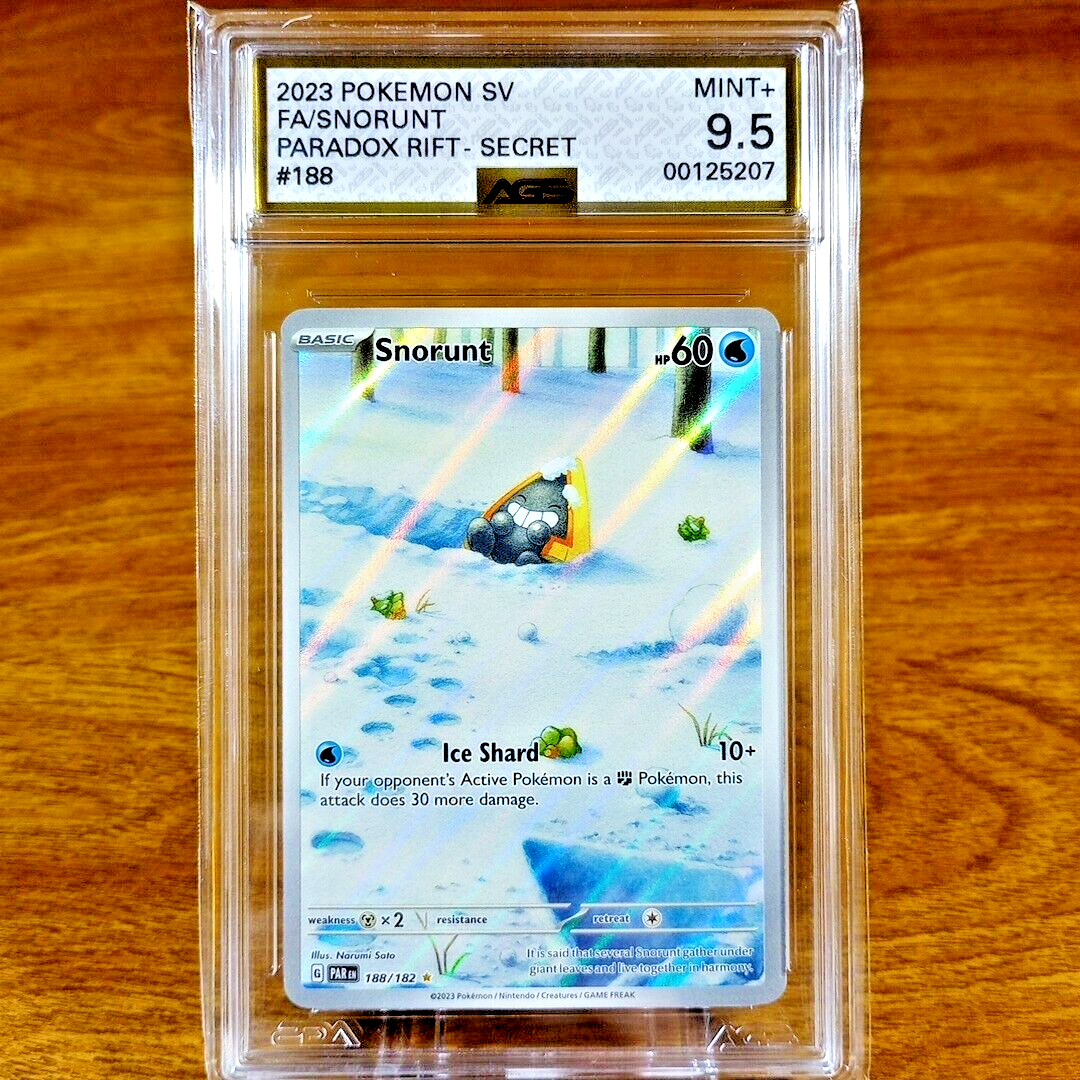 2023 POKEMON SV
MINT+
FA/SNORUNT
9.5
PARADOX RIFT - SECRET
#188
00125207
AGS
BASIC
Snorunt
HP60
Ice Shard
10+
If your opponent's Active Pokémon is a Pokémon, this
attack does 30 more damage.
weakness ×2 resistance retreat
Illus. Narumi Sato
It is said that several Snorunt gather under
giant leaves and live together in harmony.
G PAR EN 188/182
©2023 Pokémon / Nintendo / Creatures / GAME FREAK
AGS